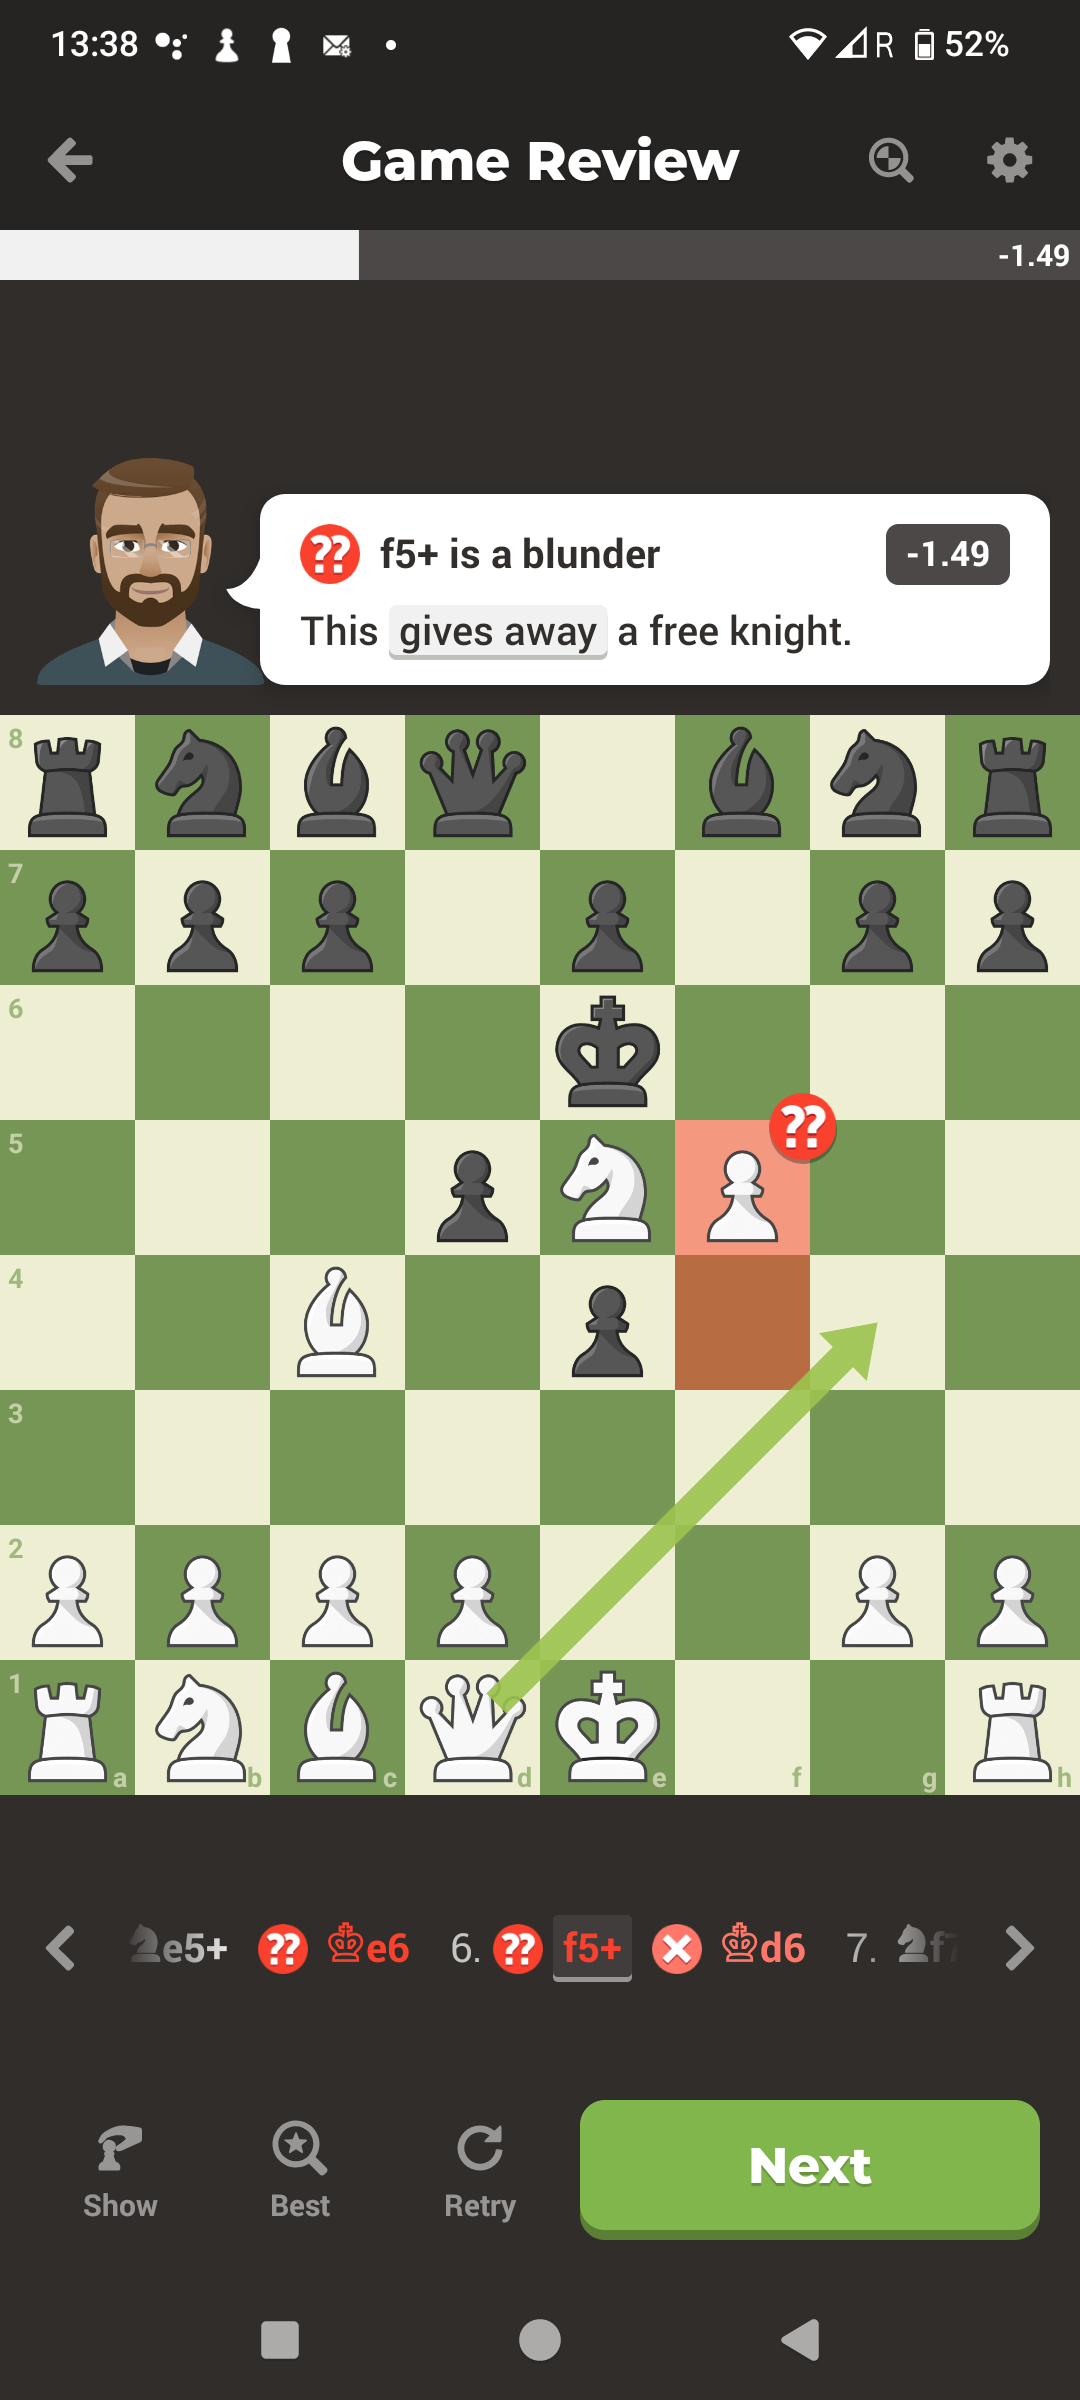 13:38 R 52%
Game Review
-1.49
?? f5+ is a blunder -1.49
This gives away a free knight.
8
7
6
??
5
4
3
2
1
a b c d e f g h
e5+ ?? e6 6. ?? f5+ d6 7. f7
Show Best Retry Next